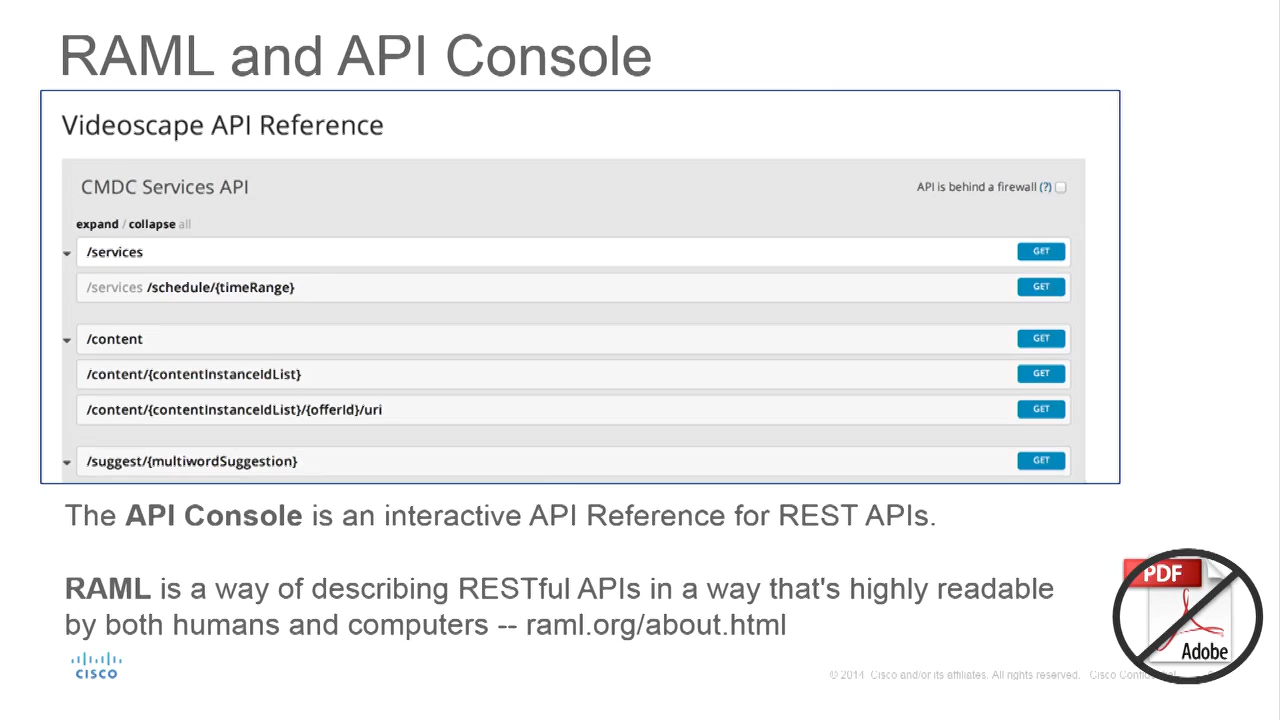 RAML and API Console
Videoscape API Reference
CMDC Services API
API is behind a firewall (?)
expand / collapse all
/services GET
/services /schedule/{timeRange} GET
/content GET
/content/{contentInstanceIdList} GET
/content/{contentInstanceIdList}/{offerId}/uri GET
/suggest/{multiwordSuggestion} GET
The API Console is an interactive API Reference for REST APIs.
RAML is a way of describing RESTful APIs in a way that's highly readable
by both humans and computers -- raml.org/about.html
PDF
Adobe
CISCO
© 2014 Cisco and/or its affiliates. All rights reserved. Cisco